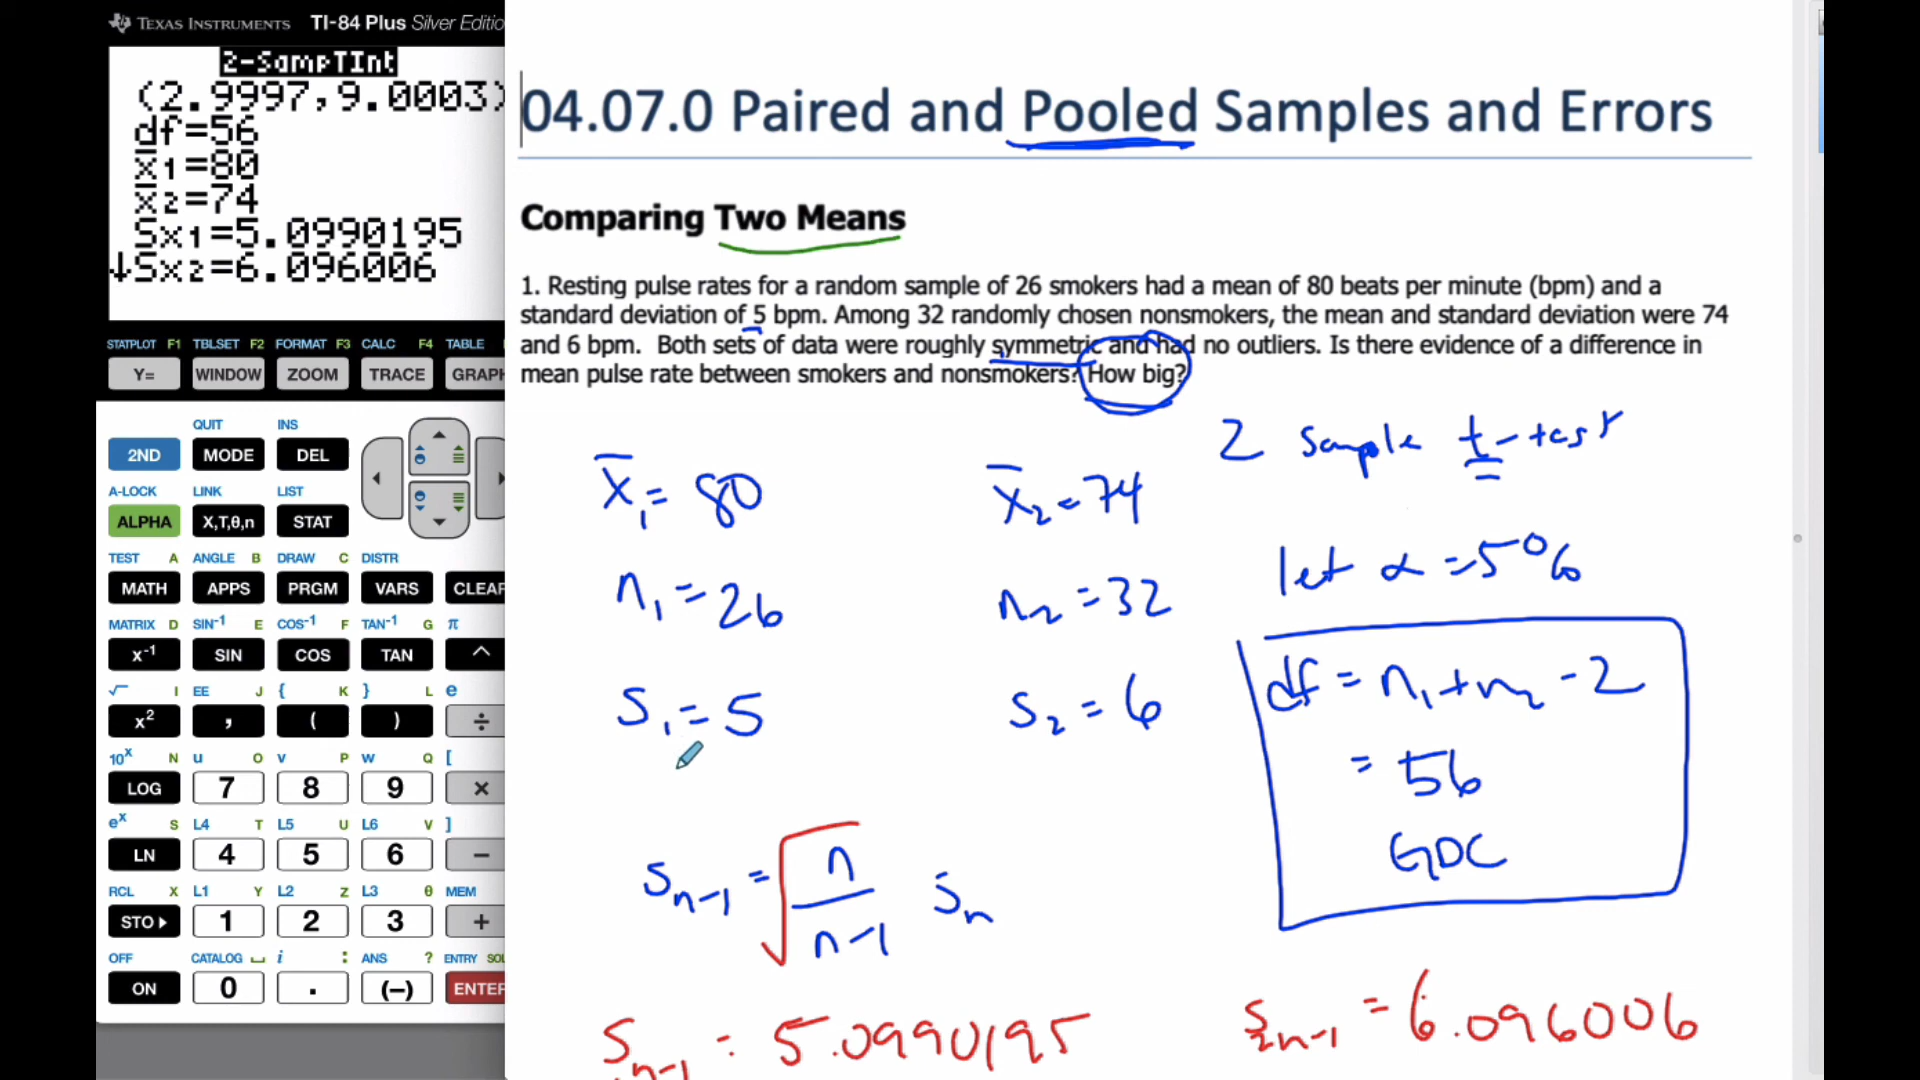 TEXAS INSTRUMENTS TI-84 Plus Silver Editio
2-SampTInt
(2.9997,9.0003)
df=56
x̄1=80
x̄2=74
Sx1=5.0990195
↓Sx2=6.096006
STATPLOT F1 TBLSET F2 FORMAT F3 CALC F4 TABLE
Y= WINDOW ZOOM TRACE GRAPH
QUIT INS
2ND MODE DEL
A-LOCK LINK LIST
ALPHA X,T,θ,n STAT
TEST A ANGLE B DRAW C DISTR
MATH APPS PRGM VARS CLEAR
MATRIX D SIN⁻¹ E COS⁻¹ F TAN⁻¹ G π
x⁻¹ SIN COS TAN ^
√ I EE J { K } L e
x² , ( ) ÷
10ˣ N u O v P w Q [
LOG 7 8 9 ×
eˣ S L4 T L5 U L6 V ]
LN 4 5 6 −
RCL X L1 Y L2 Z L3 θ MEM
STO▸ 1 2 3 +
OFF CATALOG ⎵ i : ANS ? ENTRY SOL
ON 0 . (−) ENTER
04.07.0 Paired and Pooled Samples and Errors
Comparing Two Means
1. Resting pulse rates for a random sample of 26 smokers had a mean of 80 beats per minute (bpm) and a
standard deviation of 5 bpm. Among 32 randomly chosen nonsmokers, the mean and standard deviation were 74
and 6 bpm. Both sets of data were roughly symmetric and had no outliers. Is there evidence of a difference in
mean pulse rate between smokers and nonsmokers? How big?
2 sample t-test
x̄₁ = 80 x̄₂ = 74
let α = 5%
n₁ = 26 n₂ = 32
df = n₁ + n₂ - 2
s₁ = 5 s₂ = 6
= 56
GDC
sₙ₋₁ = √(n/(n-1)) sₙ
s₁ₙ₋₁ = 5.0990195 s₂ₙ₋₁ = 6.096006